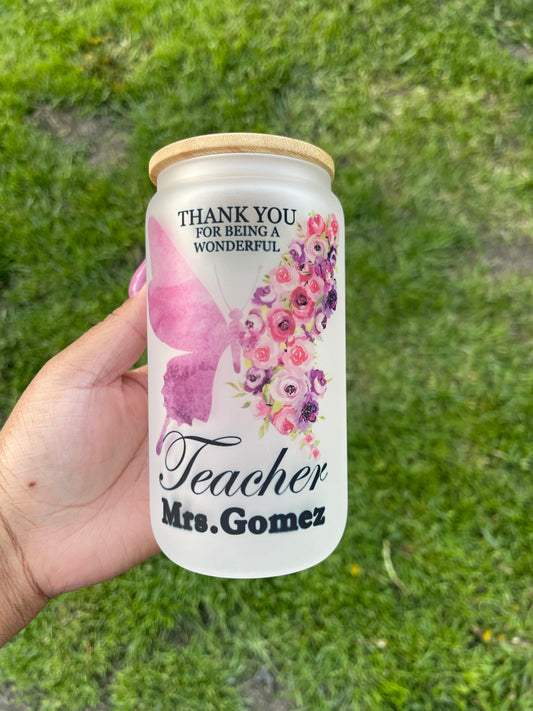 THANK YOU
FOR BEING A
WONDERFUL
Teacher
Mrs.Gomez